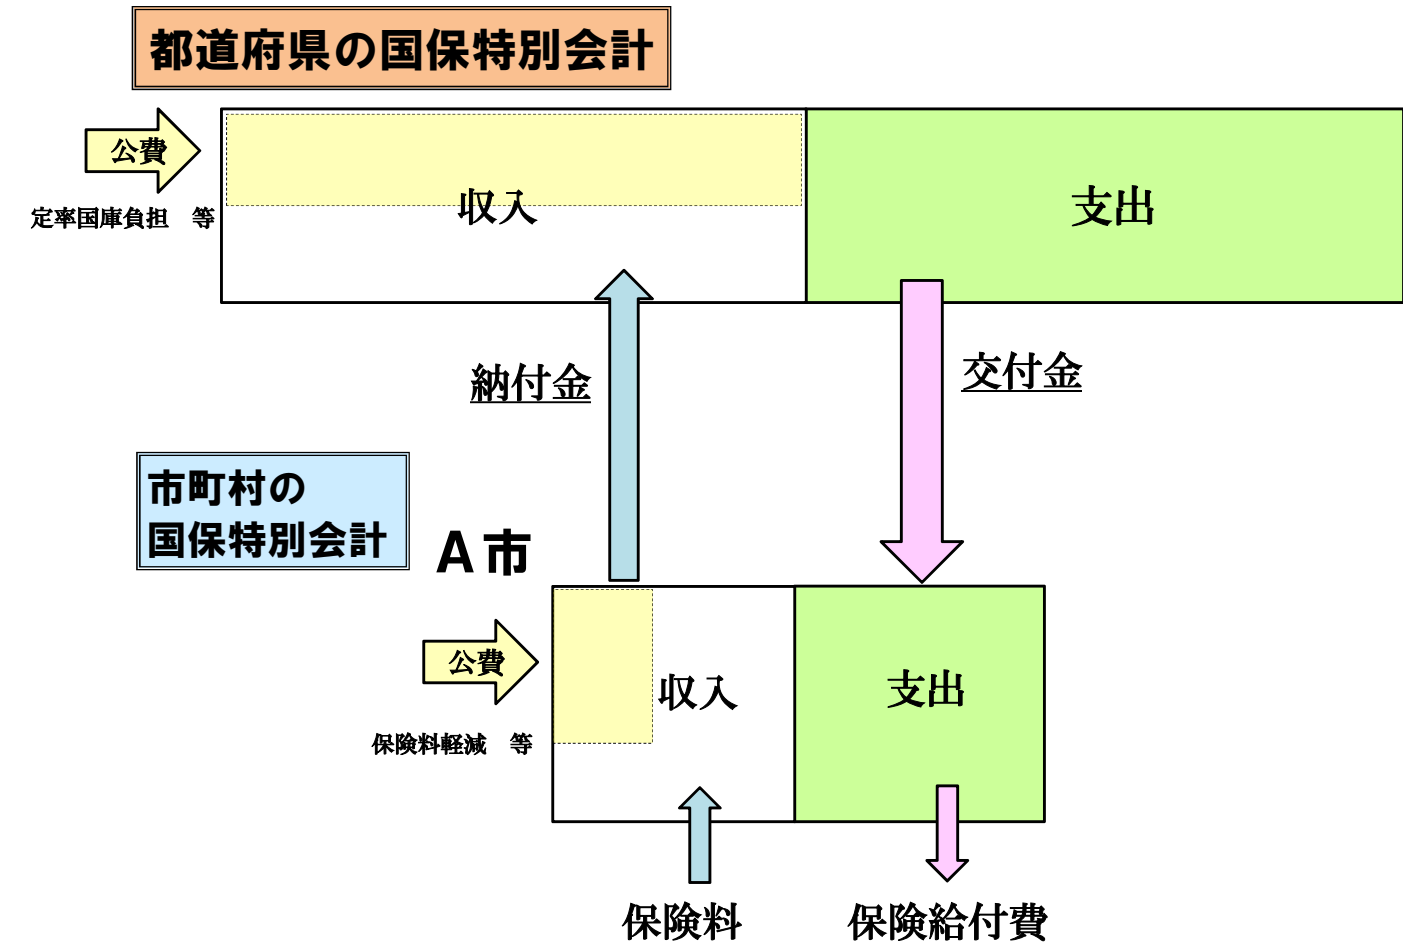 都道府県の国保特別会計
公費
定率国庫負担　等
収入
支出
納付金
交付金
市町村の
国保特別会計
A市
公費
保険料軽減　等
収入
支出
保険料
保険給付費